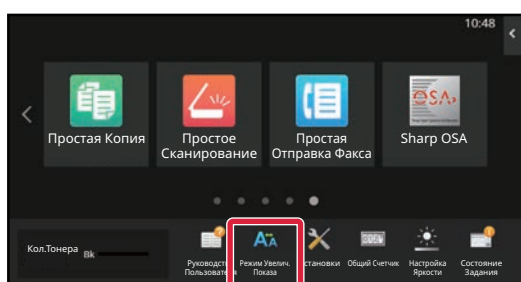 10:48
Простая Копия
Простое
Сканирование
Простая
Отправка Факса
Sharp OSA
OSA
Кол.Тонера
Bk
Пользователя
Режим Увелич.
Показа
Общий Счетчик
Настройка
Яркости
Состояние
Задания